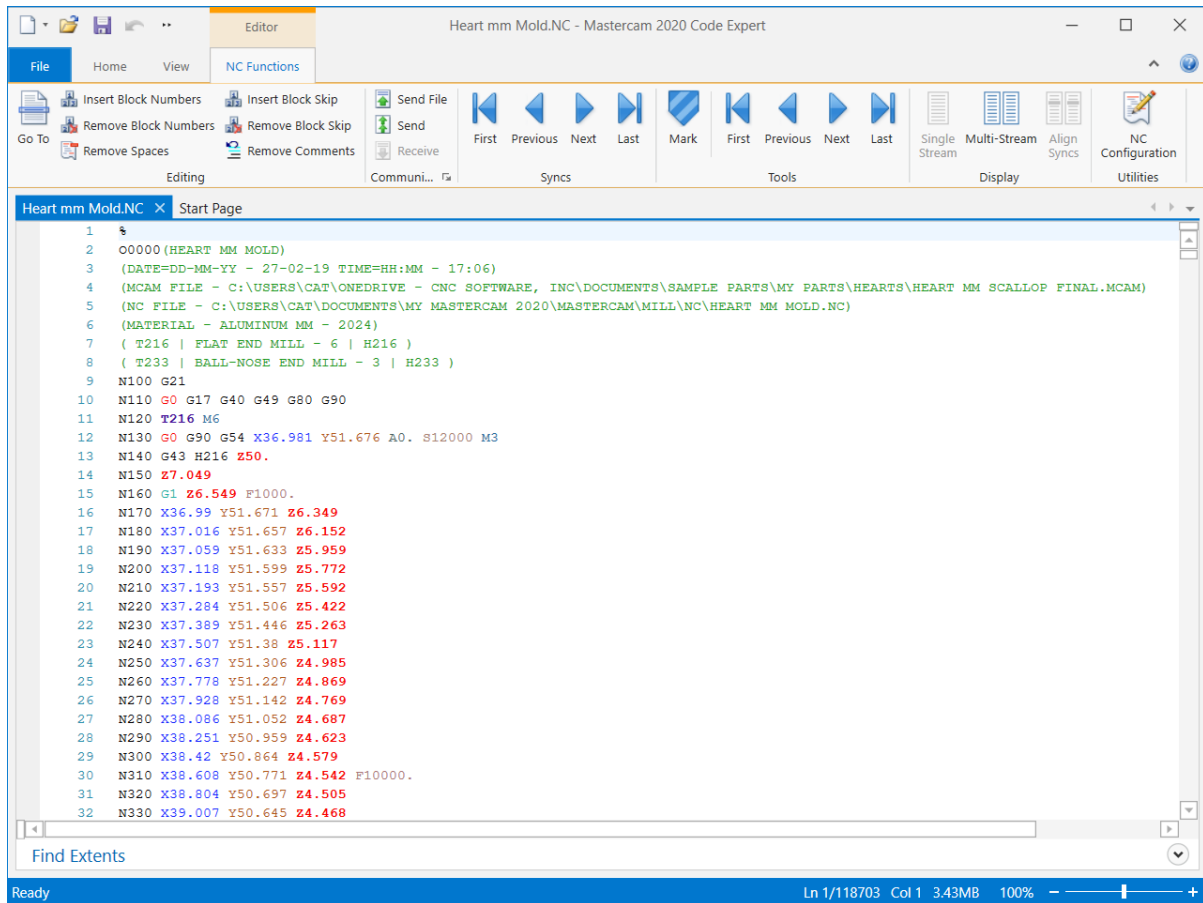 Editor
Heart mm Mold.NC - Mastercam 2020 Code Expert
File Home View NC Functions
Go To
Insert Block Numbers
Remove Block Numbers
Remove Spaces
Insert Block Skip
Remove Block Skip
Remove Comments
Editing
Send File
Send
Receive
Communi...
First Previous Next Last
Syncs
Mark First Previous Next Last
Tools
Single Stream
Multi-Stream
Align Syncs
Display
NC Configuration
Utilities
Heart mm Mold.NC Start Page
1 %
2 O0000(HEART MM MOLD)
3 (DATE=DD-MM-YY - 27-02-19 TIME=HH:MM - 17:06)
4 (MCAM FILE - C:\USERS\CAT\ONEDRIVE - CNC SOFTWARE, INC\DOCUMENTS\SAMPLE PARTS\MY PARTS\HEARTS\HEART MM SCALLOP FINAL.MCAM)
5 (NC FILE - C:\USERS\CAT\DOCUMENTS\MY MASTERCAM 2020\MASTERCAM\MILL\NC\HEART MM MOLD.NC)
6 (MATERIAL - ALUMINUM MM - 2024)
7 ( T216 | FLAT END MILL - 6 | H216 )
8 ( T233 | BALL-NOSE END MILL - 3 | H233 )
9 N100 G21
10 N110 G0 G17 G40 G49 G80 G90
11 N120 T216 M6
12 N130 G0 G90 G54 X36.981 Y51.676 A0. S12000 M3
13 N140 G43 H216 Z50.
14 N150 Z7.049
15 N160 G1 Z6.549 F1000.
16 N170 X36.99 Y51.671 Z6.349
17 N180 X37.016 Y51.657 Z6.152
18 N190 X37.059 Y51.633 Z5.959
19 N200 X37.118 Y51.599 Z5.772
20 N210 X37.193 Y51.557 Z5.592
21 N220 X37.284 Y51.506 Z5.422
22 N230 X37.389 Y51.446 Z5.263
23 N240 X37.507 Y51.38 Z5.117
24 N250 X37.637 Y51.306 Z4.985
25 N260 X37.778 Y51.227 Z4.869
26 N270 X37.928 Y51.142 Z4.769
27 N280 X38.086 Y51.052 Z4.687
28 N290 X38.251 Y50.959 Z4.623
29 N300 X38.42 Y50.864 Z4.579
30 N310 X38.608 Y50.771 Z4.542 F10000.
31 N320 X38.804 Y50.697 Z4.505
32 N330 X39.007 Y50.645 Z4.468
Find Extents
Ready Ln 1/118703 Col 1 3.43MB 100%